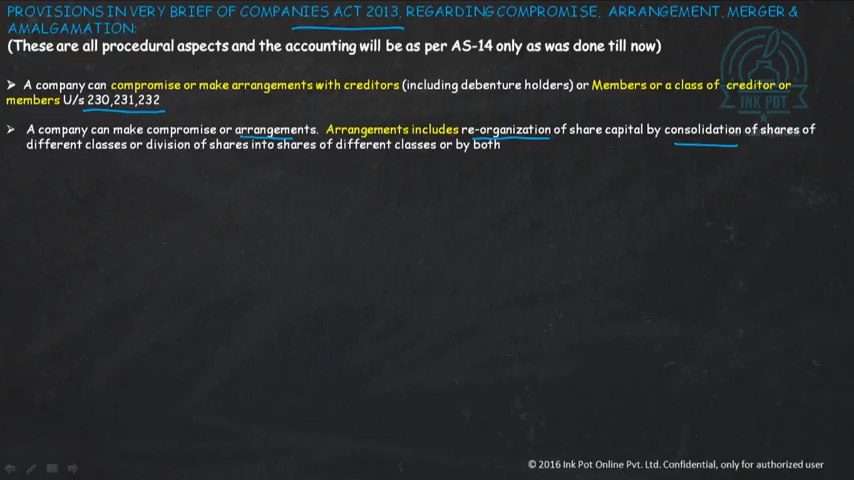 PROVISIONS IN VERY BRIEF OF COMPANIES ACT 2013, REGARDING COMPROMISE, ARRANGEMENT, MERGER &
AMALGAMATION:
(These are all procedural aspects and the accounting will be as per AS-14 only as was done till now)
➢ A company can compromise or make arrangements with creditors (including debenture holders) or Members or a class of creditor or
members U/s 230,231,232
➢ A company can make compromise or arrangements. Arrangements includes re-organization of share capital by consolidation of shares of
different classes or division of shares into shares of different classes or by both
INK POT
© 2016 Ink Pot Online Pvt. Ltd. Confidential, only for authorized user